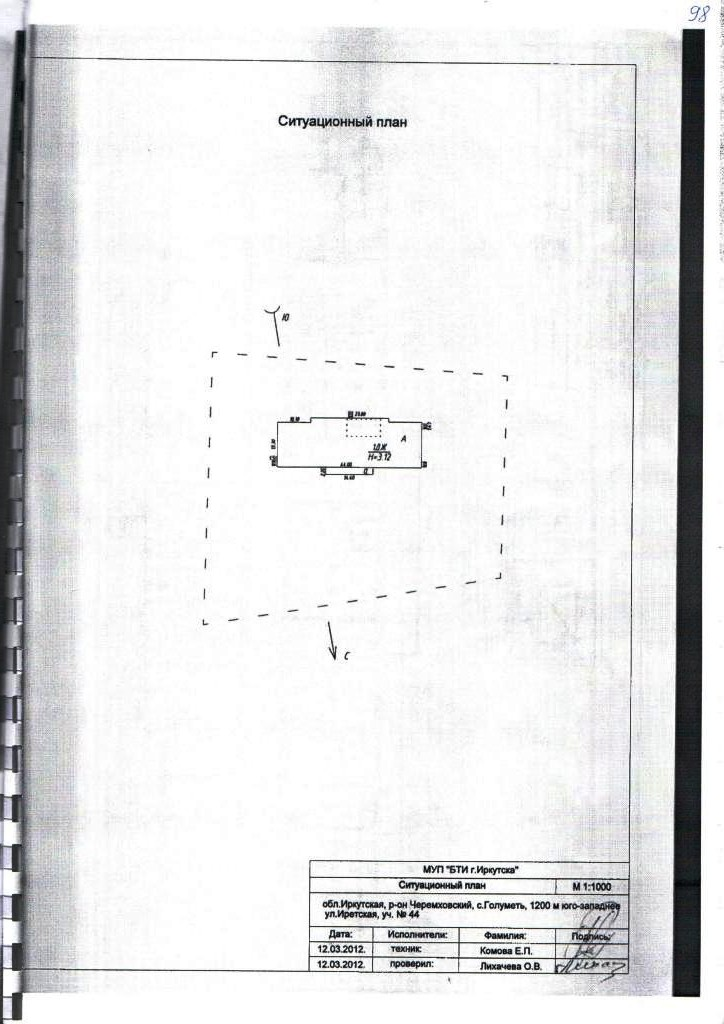 98
Ситуационный план
Ю
А
Н=3.12
44.00
С
МУП "БТИ г.Иркутска"
Ситуационный план М 1:1000
обл.Иркутская, р-он Черемховский, с.Голуметь, 1200 м юго-западнее
ул.Иретская, уч. № 44
Дата: Исполнители: Фамилия: Подпись:
12.03.2012. техник: Комова Е.П.
12.03.2012. проверил: Лихачева О.В.